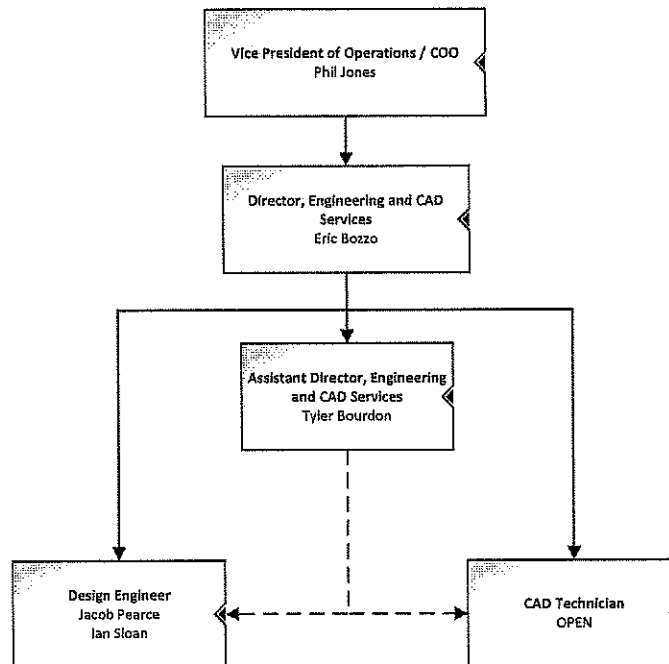 Vice President of Operations / COO
Phil Jones
Director, Engineering and CAD
Services
Eric Bozzo
Assistant Director, Engineering
and CAD Services
Tyler Bourdon
Design Engineer
Jacob Pearce
Ian Sloan
CAD Technician
OPEN